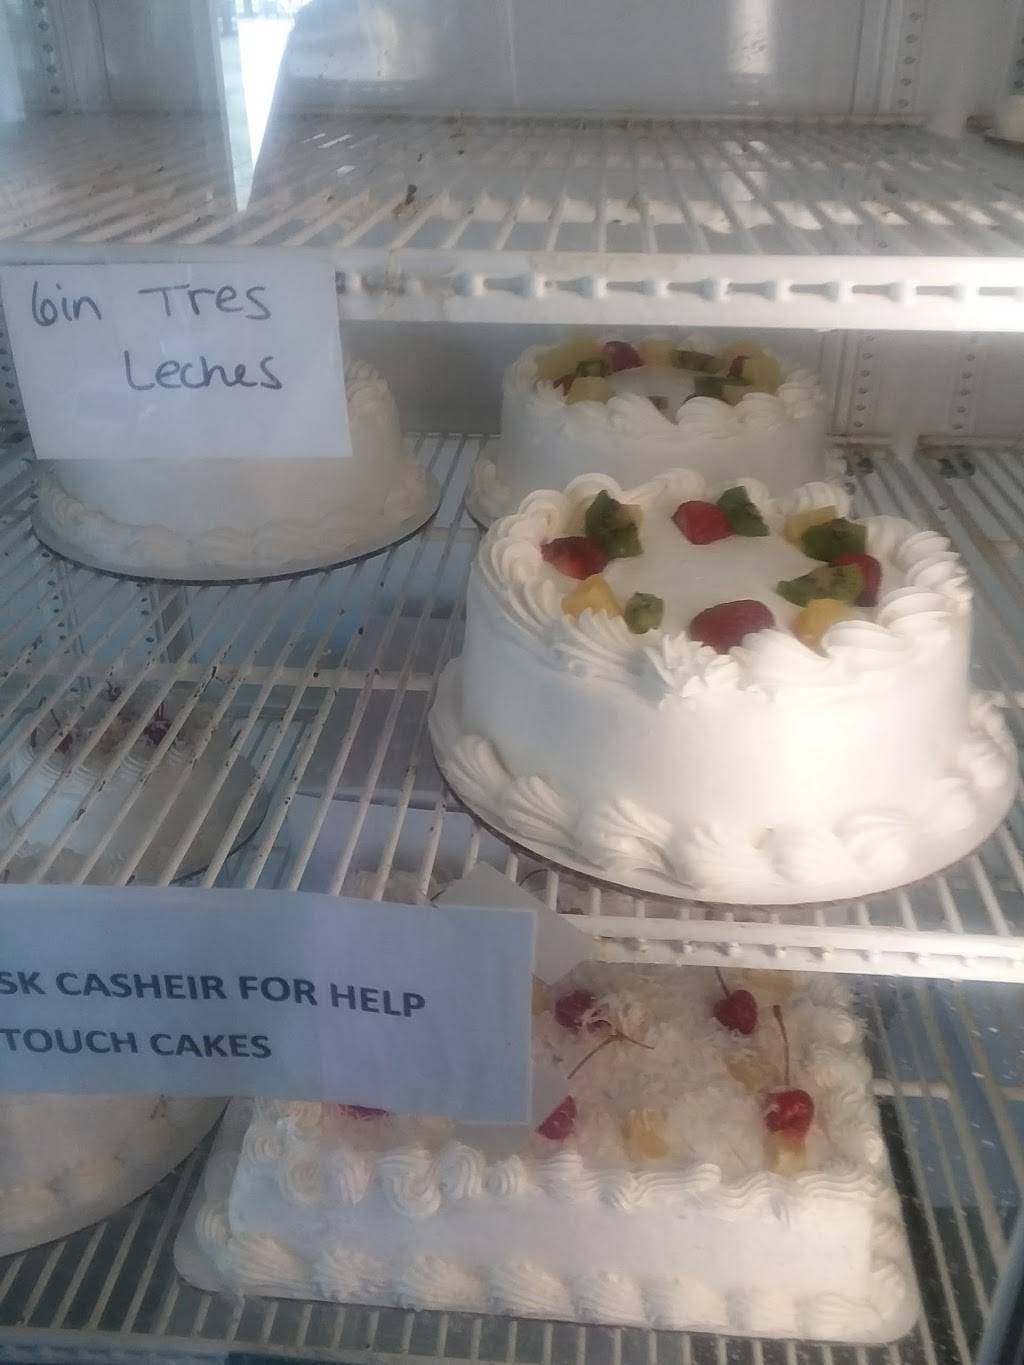 6in Tres
Leches
SK CASHEIR FOR HELP
TOUCH CAKES